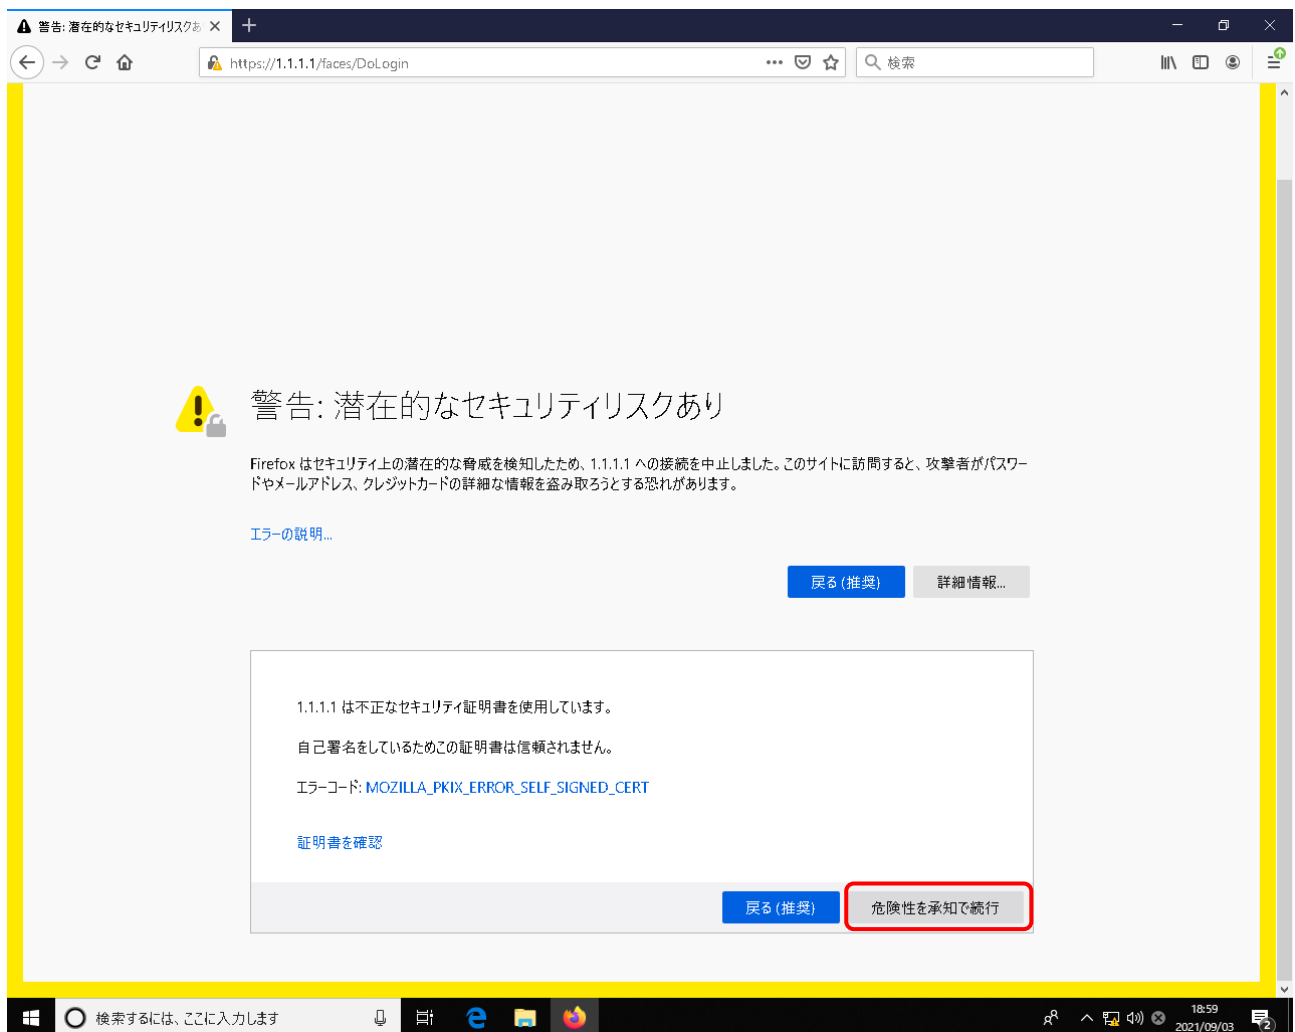 警告: 潜在的なセキュリティリスクあ
https://1.1.1.1/faces/DoLogin
検索
警告: 潜在的なセキュリティリスクあり
Firefox はセキュリティ上の潜在的な脅威を検知したため、1.1.1.1 への接続を中止しました。このサイトに訪問すると、攻撃者がパスワー
ドやメールアドレス、クレジットカードの詳細な情報を盗み取ろうとする恐れがあります。
エラーの説明...
戻る (推奨)
詳細情報...
1.1.1.1 は不正なセキュリティ証明書を使用しています。
自己署名をしているためこの証明書は信頼されません。
エラーコード: MOZILLA_PKIX_ERROR_SELF_SIGNED_CERT
証明書を確認
戻る (推奨)
危険性を承知で続行
検索するには、ここに入力します
18:59
2021/09/03
2